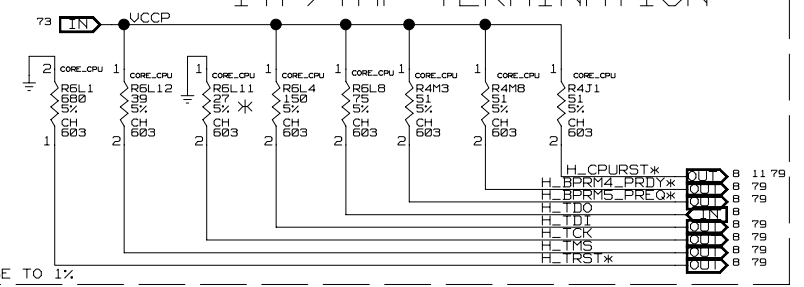 ITP/TAP TERMINATION
73 IN VCCP
2 CORE_CPU R6L1 680 5% CH 603 1
1 CORE_CPU R6L12 39 5% CH 603 2
1 CORE_CPU R6L11 27 5% * CH 603 2
1 CORE_CPU R6L4 150 5% CH 603 2
1 CORE_CPU R6L8 75 5% CH 603 2
1 CORE_CPU R4M3 51 5% CH 603 2
1 CORE_CPU R4M8 51 5% CH 603 2
1 CORE_CPU R4J1 51 5% CH 603 2
H_CPURST* OUT 8 11 79
H_BPRM4_PRDY* OUT 8 79
H_BPRM5_PREQ* OUT 8 79
H_TDO IN 8
H_TDI OUT 8 79
H_TCK OUT 8 79
H_TMS OUT 8 79
H_TRST* OUT 8 79
E TO 1%